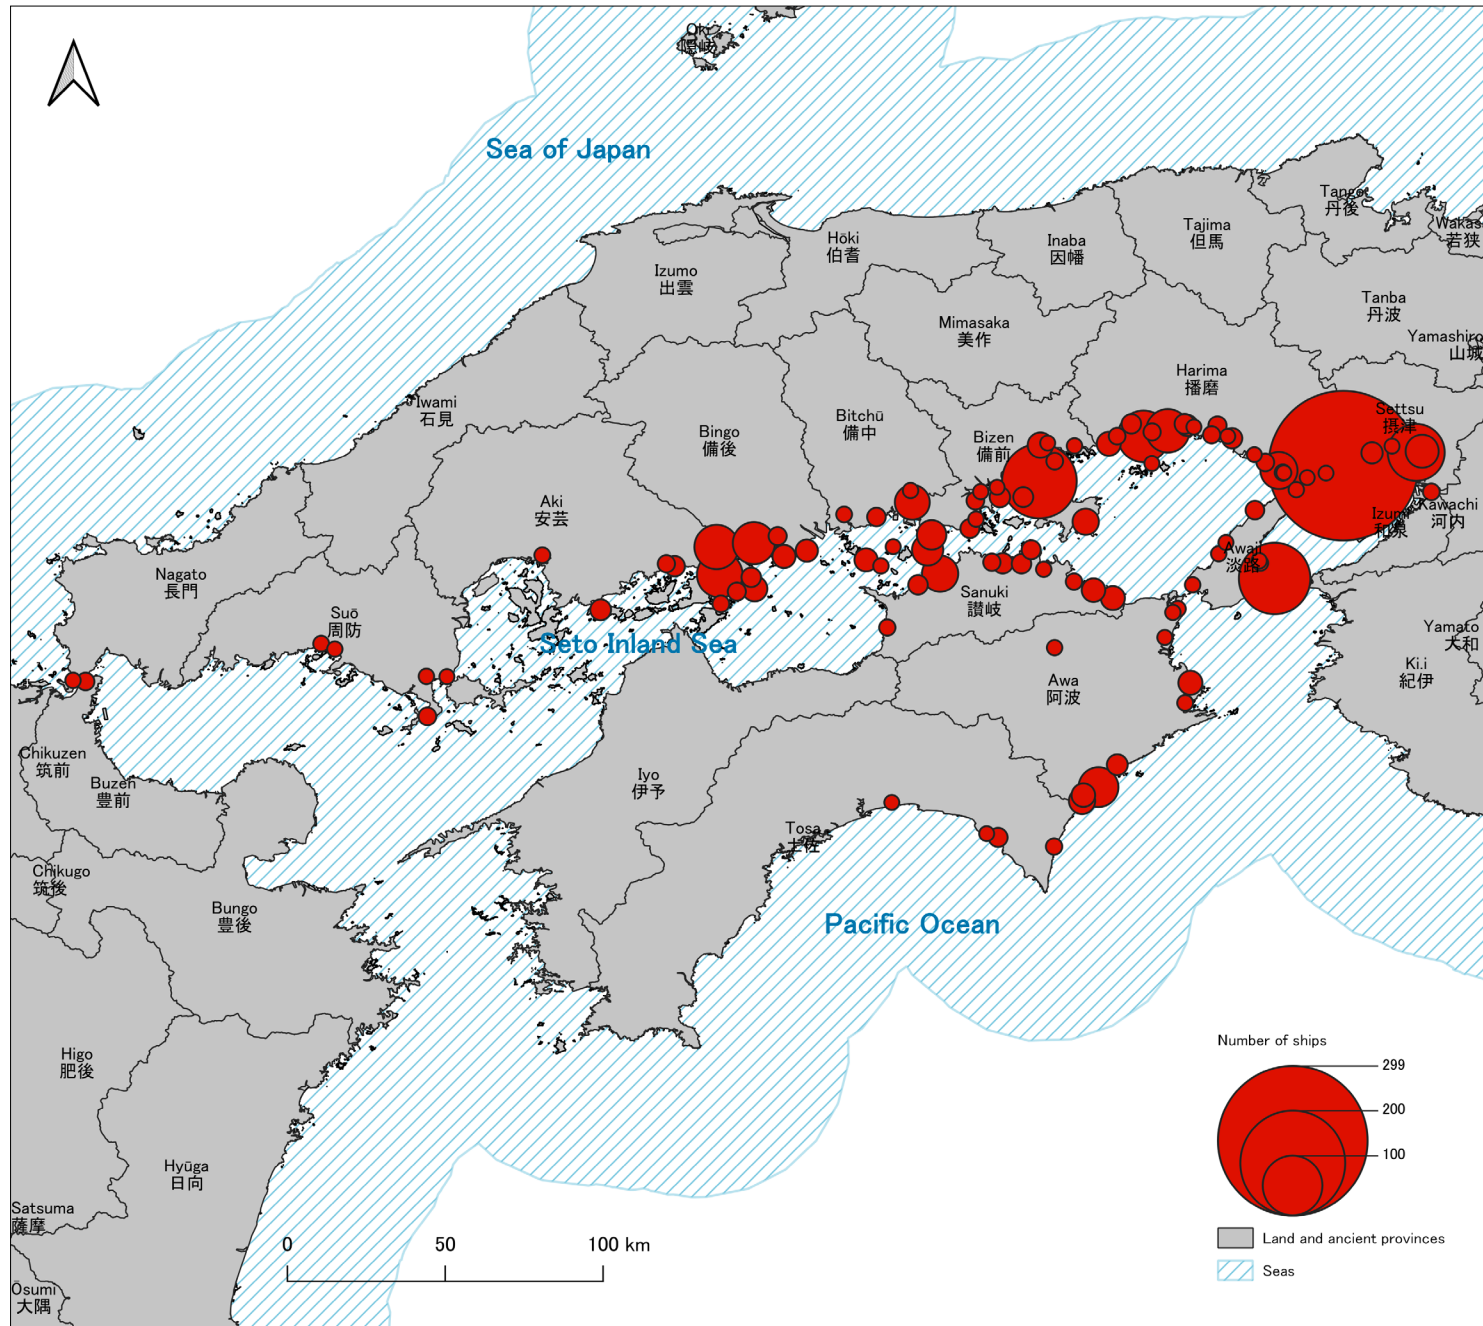 Oki
隠岐
Sea of Japan
Tango
丹後
Wakas
若狭
Tajima
但馬
Inaba
因幡
Hōki
伯耆
Izumo
出雲
Tanba
丹波
Mimasaka
美作
Yamashiro
山城
Harima
播磨
Iwami
石見
Settsu
摂津
Bitchū
備中
Bingo
備後
Bizen
備前
Aki
安芸
Kawachi
河内
Izumi
和泉
Awaji
淡路
Nagato
長門
Sanuki
讃岐
Suō
周防
Seto Inland Sea
Yamato
大和
Ki.i
紀伊
Awa
阿波
Chikuzen
筑前
Buzen
豊前
Iyo
伊予
Tosa
土佐
Chikugo
筑後
Bungo
豊後
Pacific Ocean
Higo
肥後
Hyūga
日向
Satsuma
薩摩
Ōsumi
大隅
0 50 100 km
Number of ships
299
200
100
Land and ancient provinces
Seas